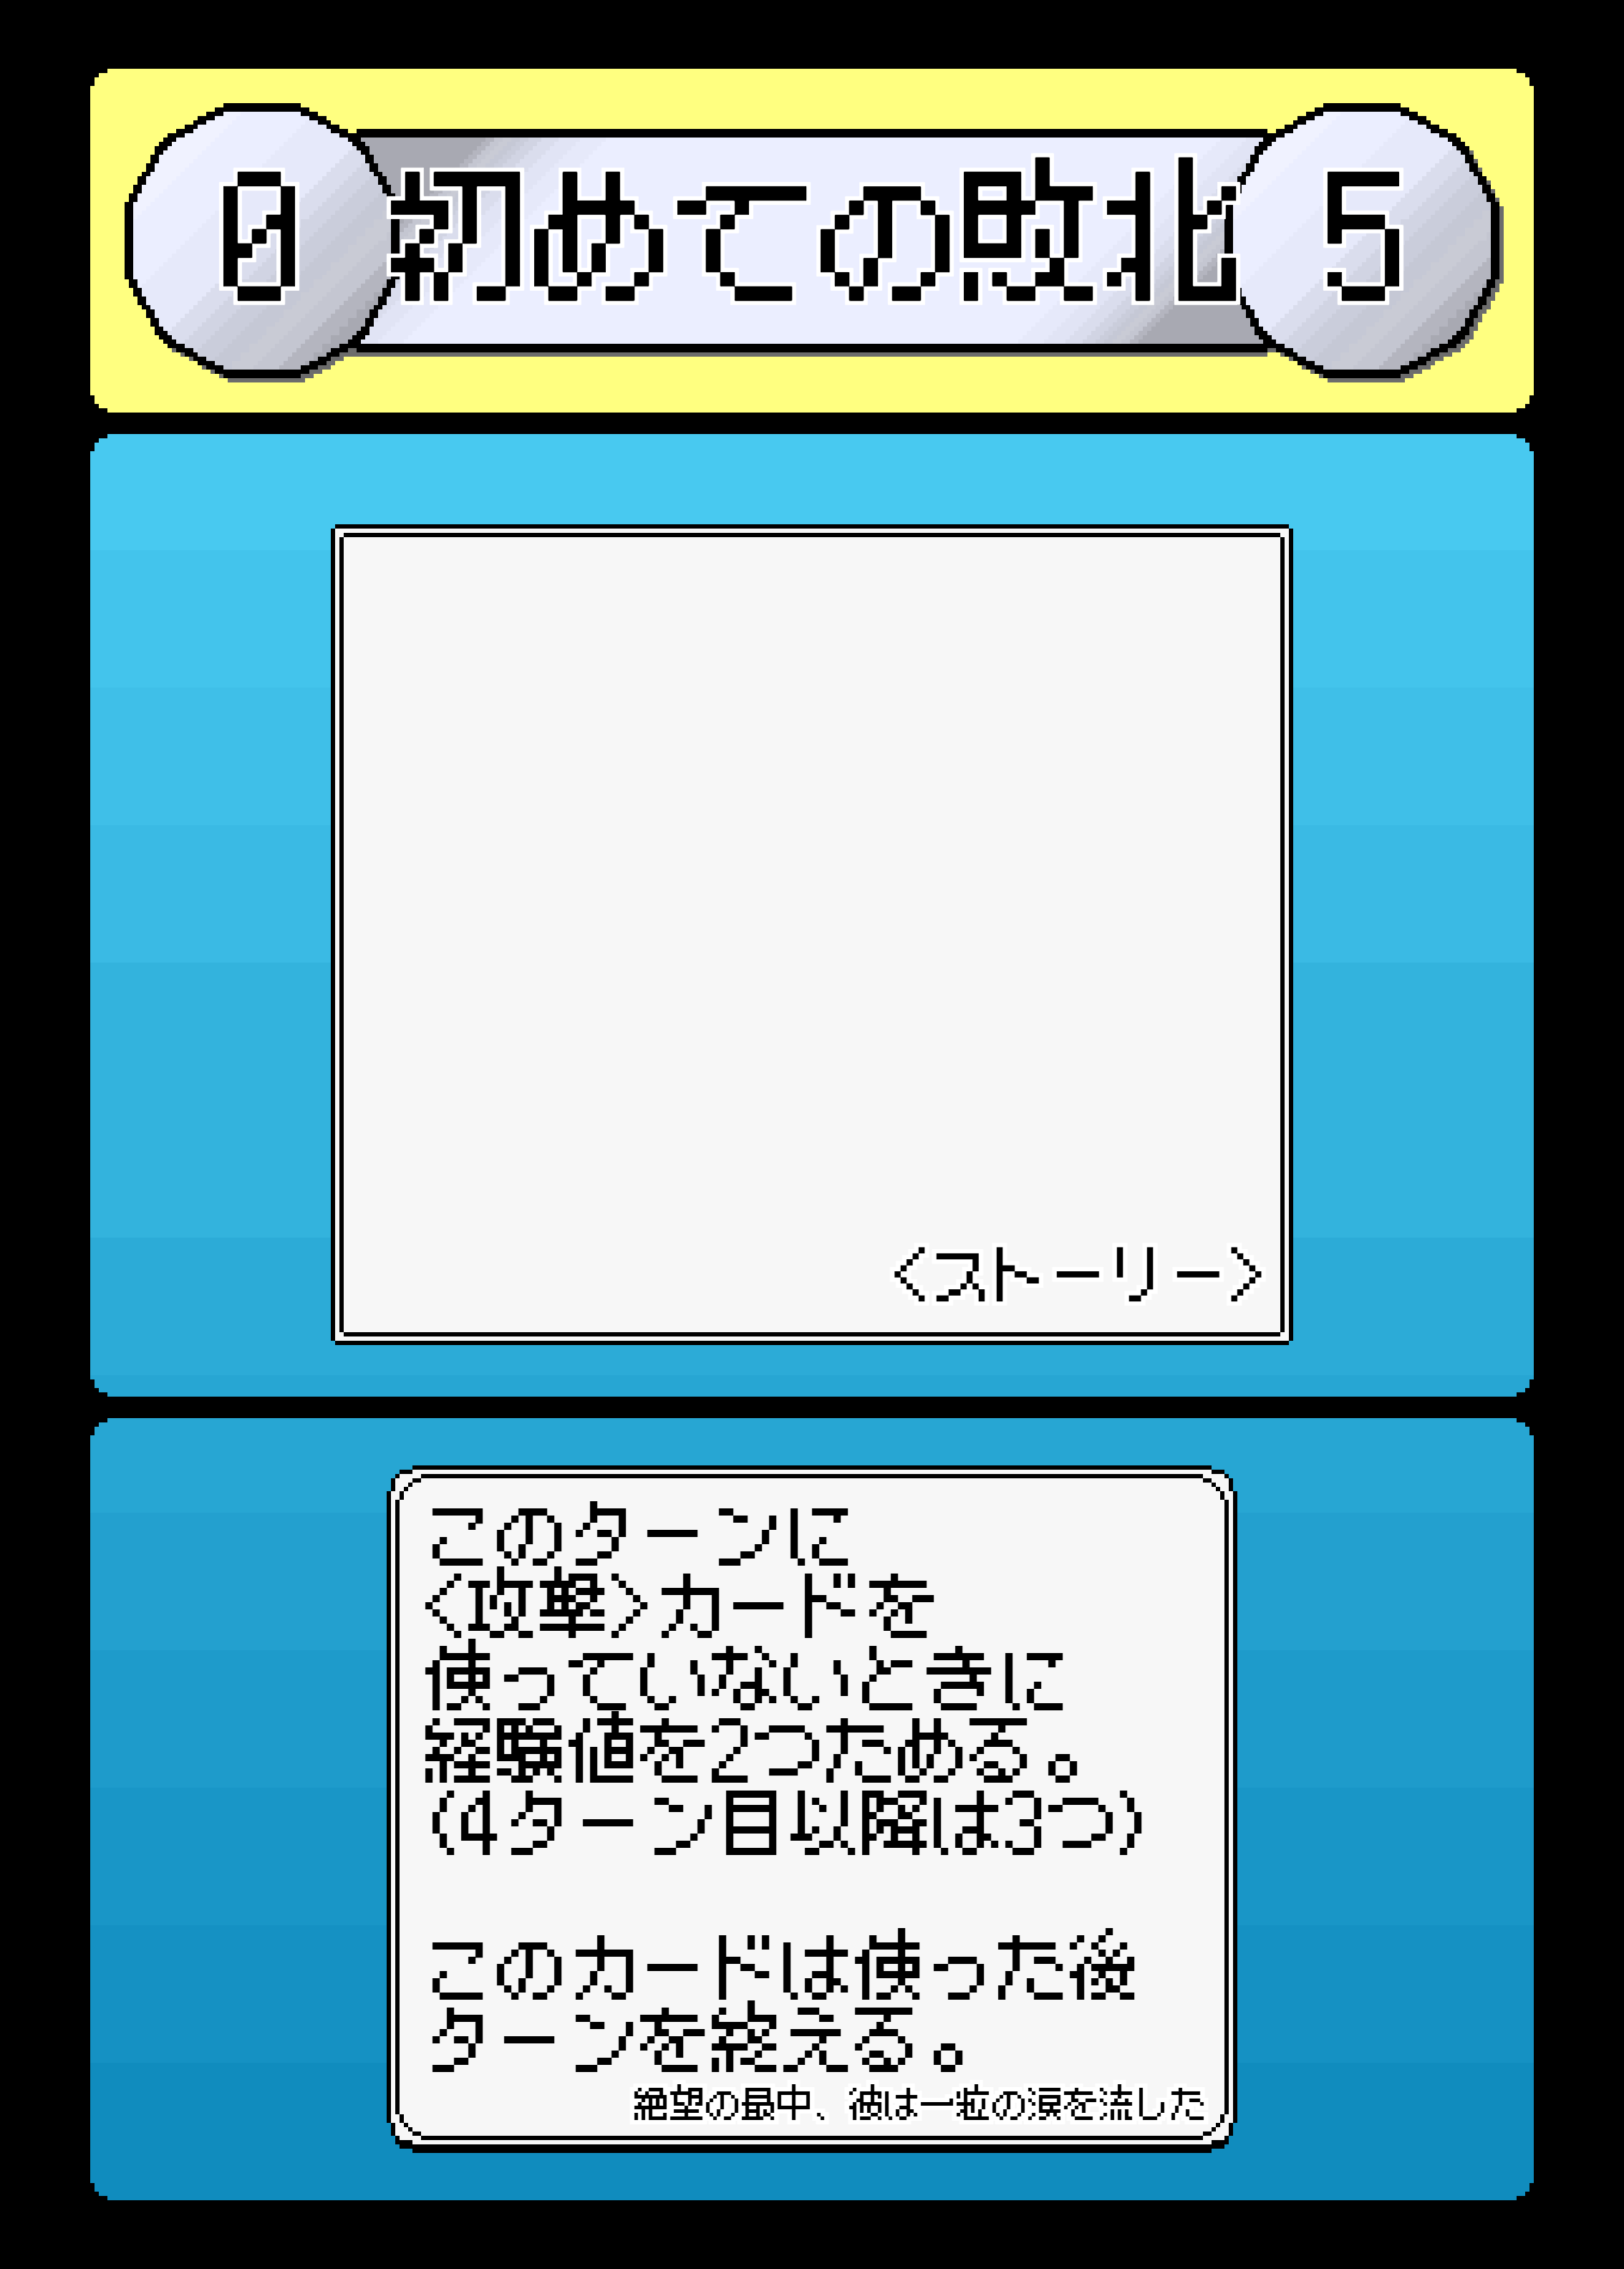 0 初めての敗北 5
<ストーリー>
このターンに
<攻撃>カードを
使っていないときに
経験値を2つためる。
(4ターン目以降は3つ)
このカードは使った後
ターンを終える。
絶望の最中、彼は一粒の涙を流した